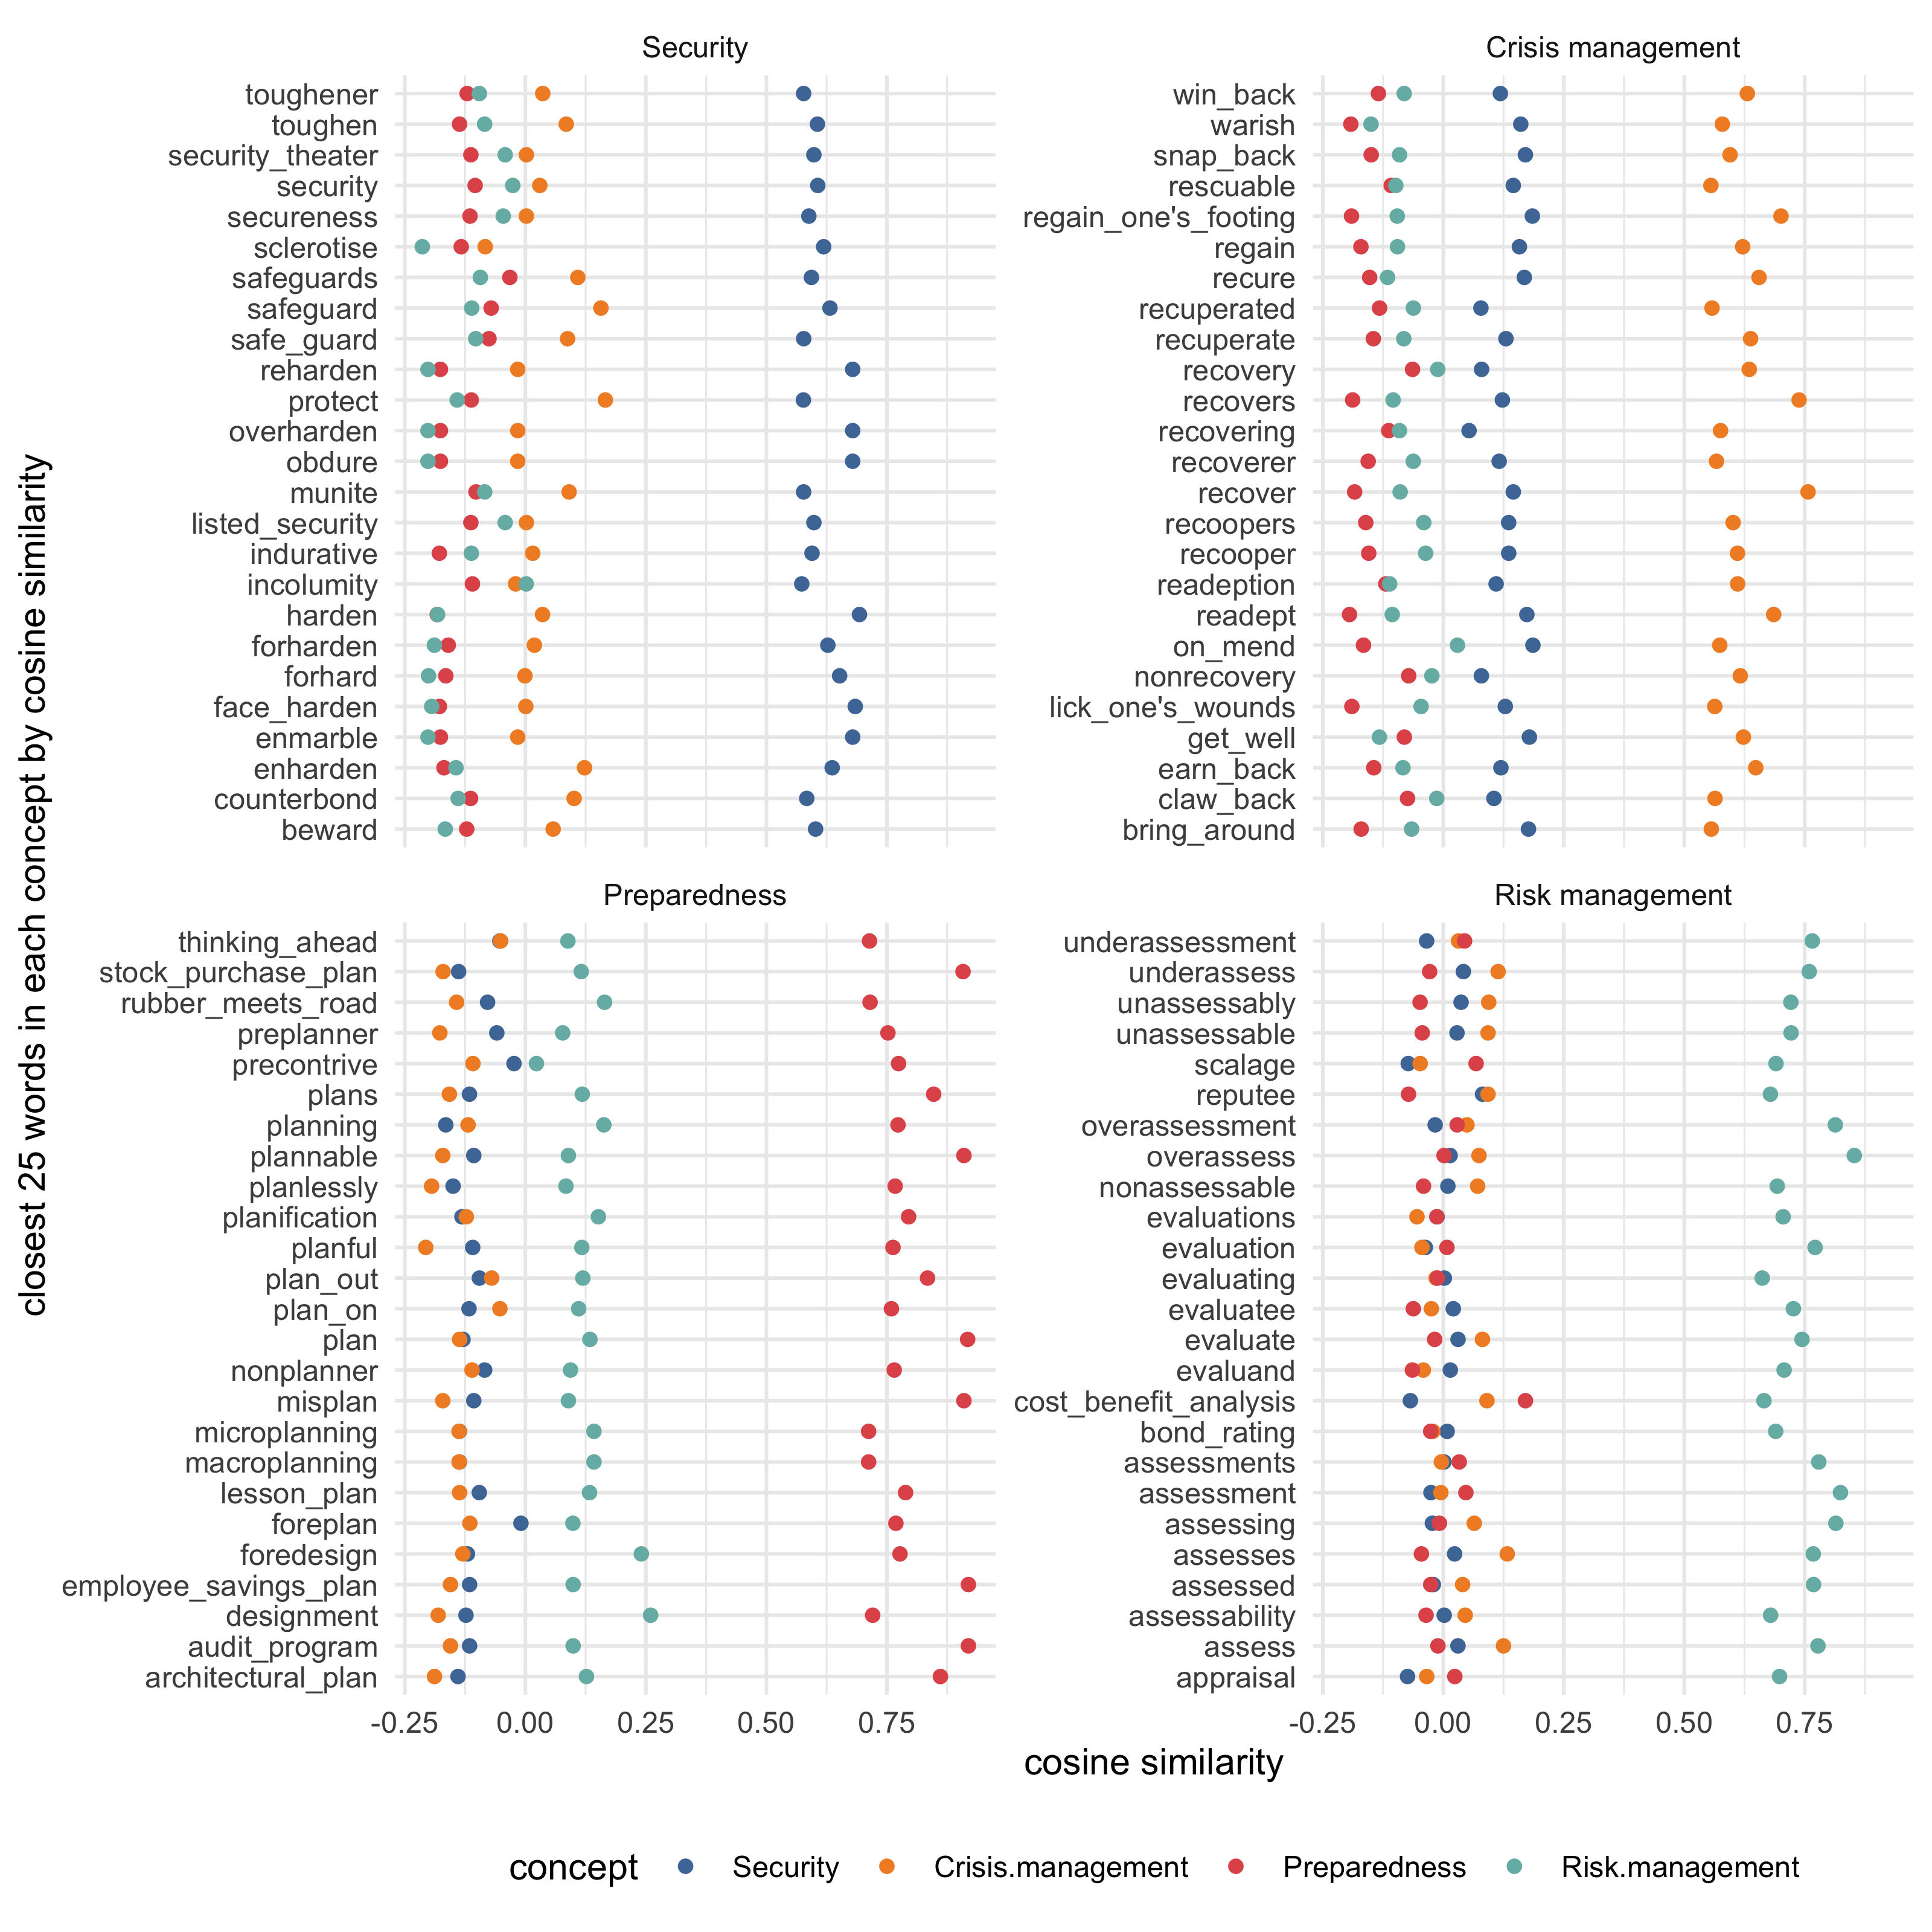 Security
toughener
toughen
security_theater
security
secureness
sclerotise
safeguards
safeguard
safe_guard
reharden
protect
overharden
obdure
munite
listed_security
indurative
incolumity
harden
forharden
forhard
face_harden
enmarble
enharden
counterbond
beward
Crisis management
win_back
warish
snap_back
rescuable
regain_one's_footing
regain
recure
recuperated
recuperate
recovery
recovers
recovering
recoverer
recover
recoopers
recooper
readeption
readept
on_mend
nonrecovery
lick_one's_wounds
get_well
earn_back
claw_back
bring_around
closest 25 words in each concept by cosine similarity
Preparedness
thinking_ahead
stock_purchase_plan
rubber_meets_road
preplanner
precontrive
plans
planning
plannable
planlessly
planification
planful
plan_out
plan_on
plan
nonplanner
misplan
microplanning
macroplanning
lesson_plan
foreplan
foredesign
employee_savings_plan
designment
audit_program
architectural_plan
-0.25 0.00 0.25 0.50 0.75
Risk management
underassessment
underassess
unassessably
unassessable
scalage
reputee
overassessment
overassess
nonassessable
evaluations
evaluation
evaluating
evaluatee
evaluate
evaluand
cost_benefit_analysis
bond_rating
assessments
assessment
assessing
assesses
assessed
assessability
assess
appraisal
-0.25 0.00 0.25 0.50 0.75
cosine similarity
concept Security Crisis.management Preparedness Risk.management